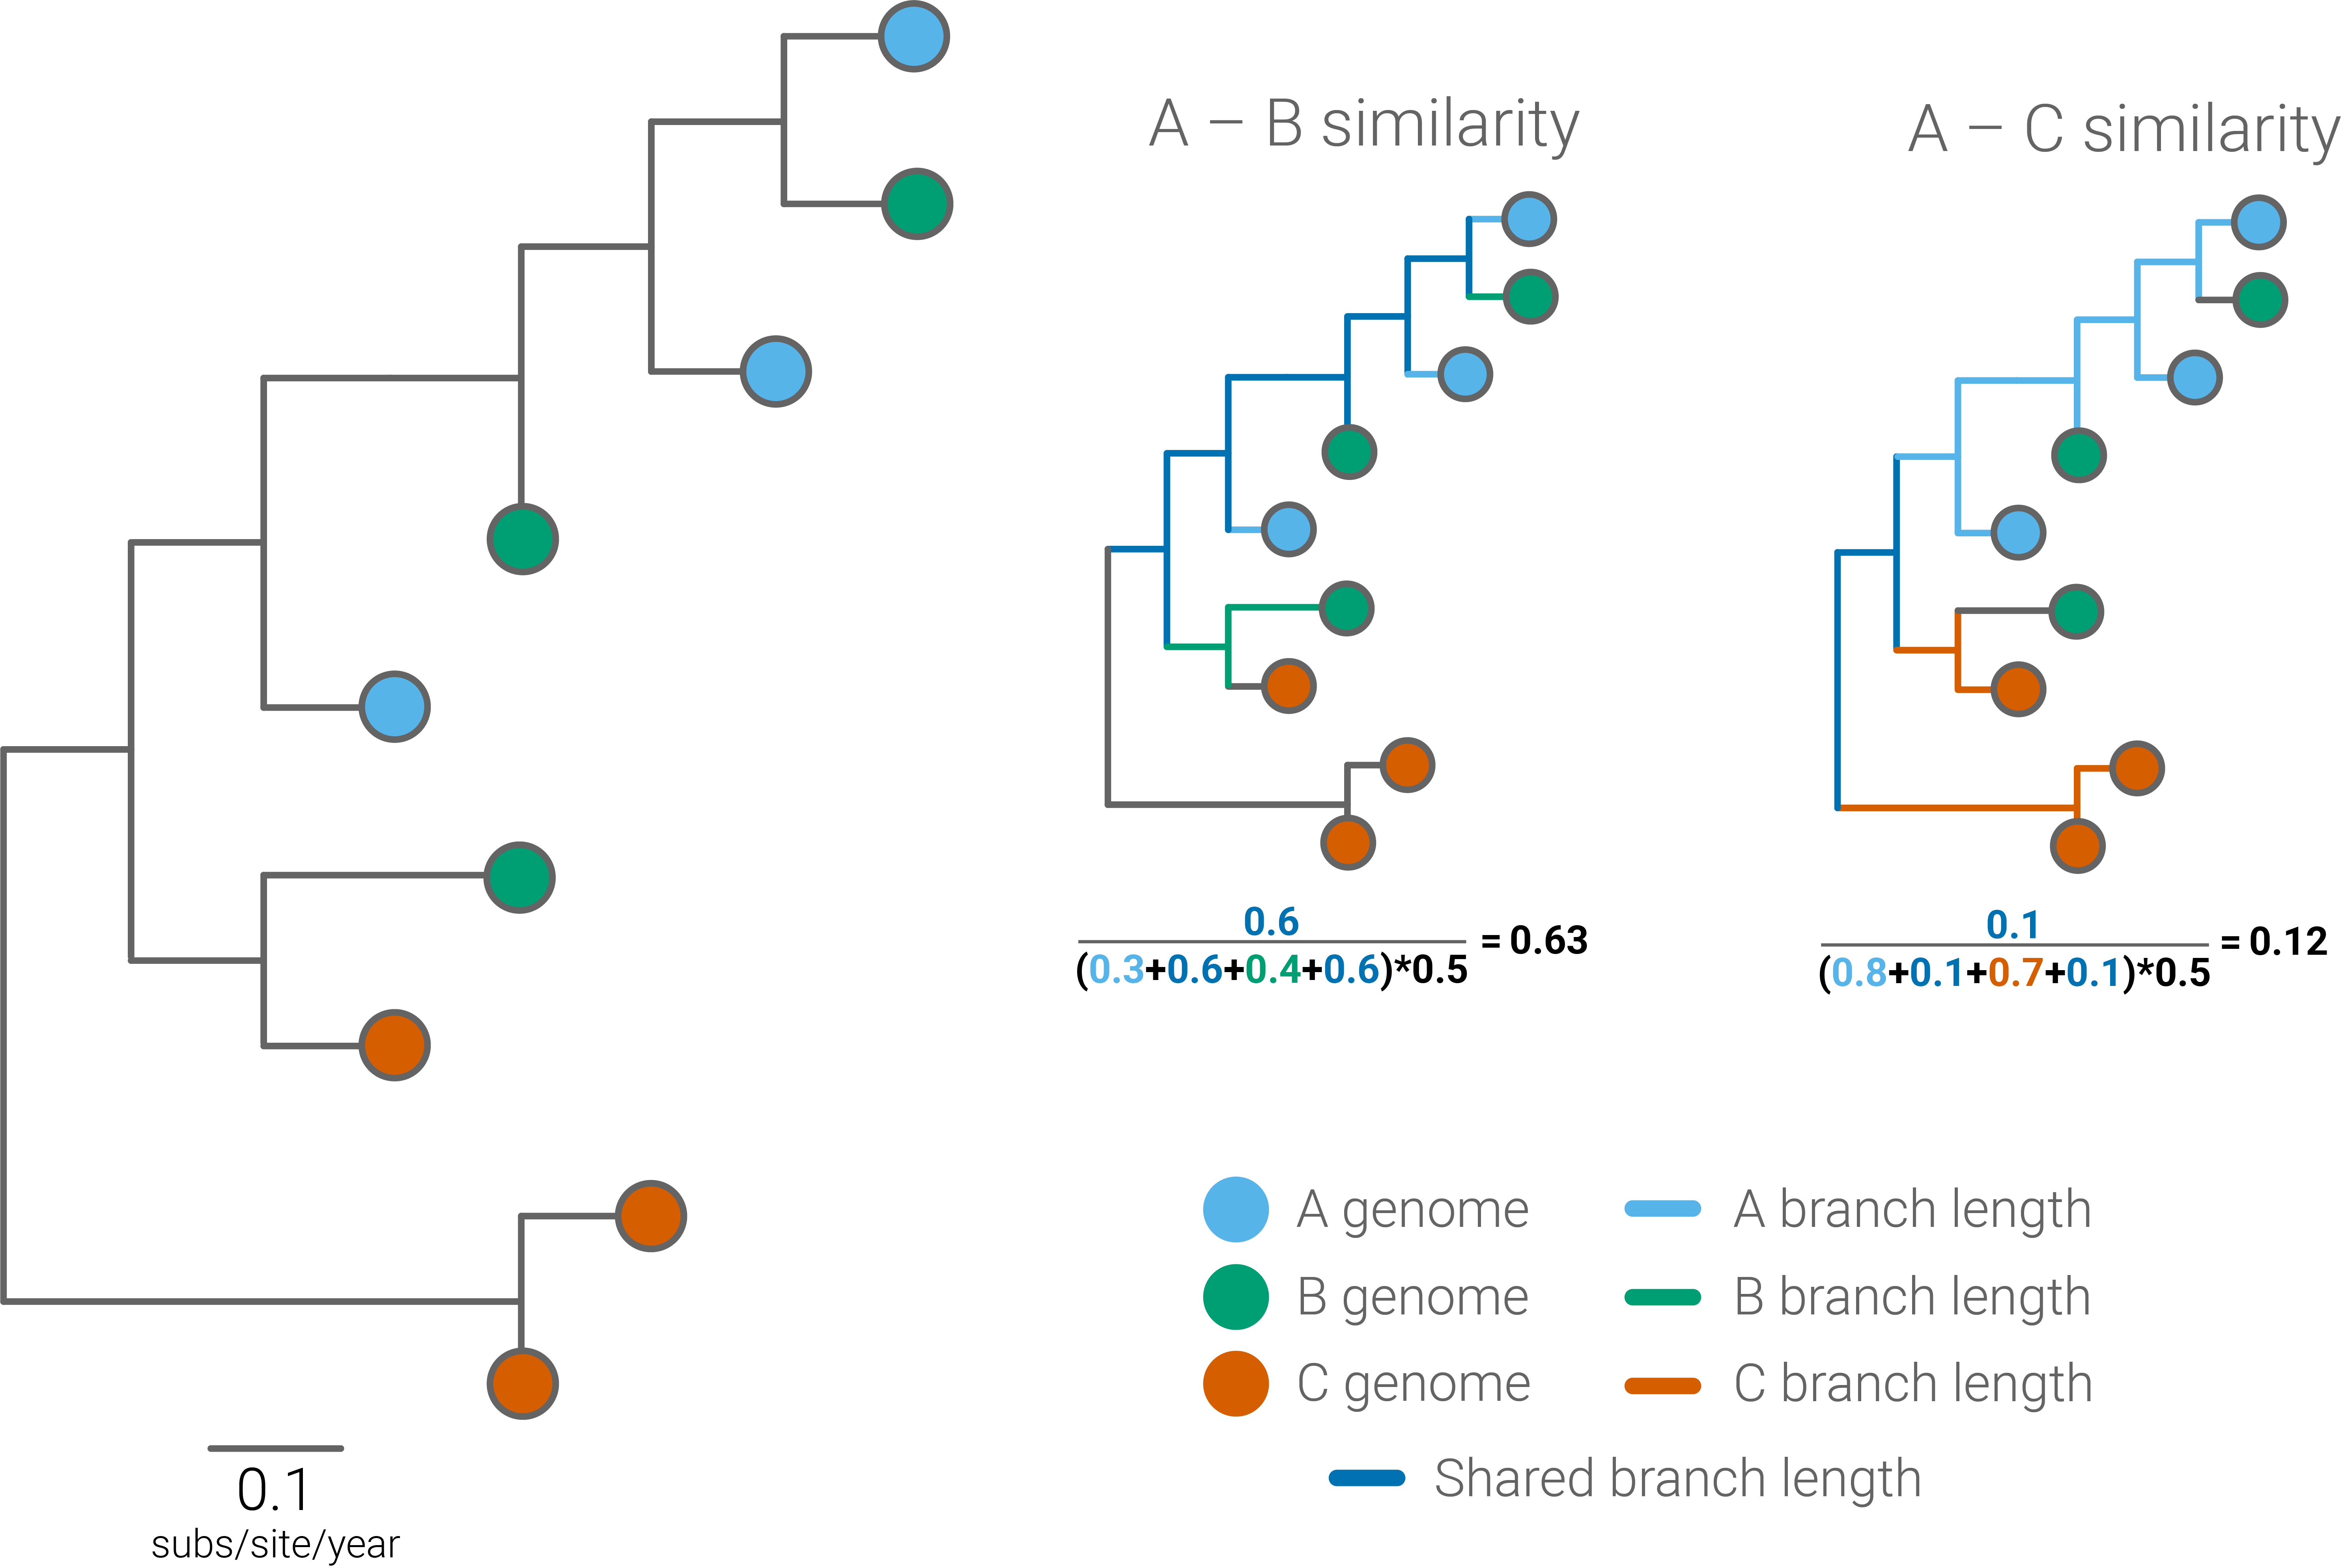 A – B similarity
A – C similarity
0.6
(0.3+0.6+0.4+0.6)*0.5
= 0.63
0.1
(0.8+0.1+0.7+0.1)*0.5
= 0.12
A genome
A branch length
B genome
B branch length
C genome
C branch length
Shared branch length
0.1
subs/site/year